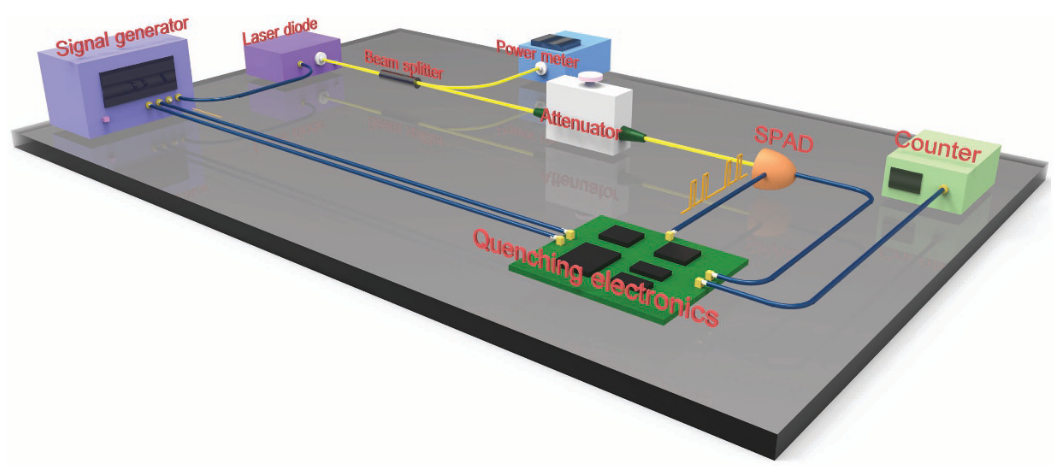 Signal generator
Laser diode
Beam splitter
Power meter
Attenuator
SPAD
Counter
Quenching electronics